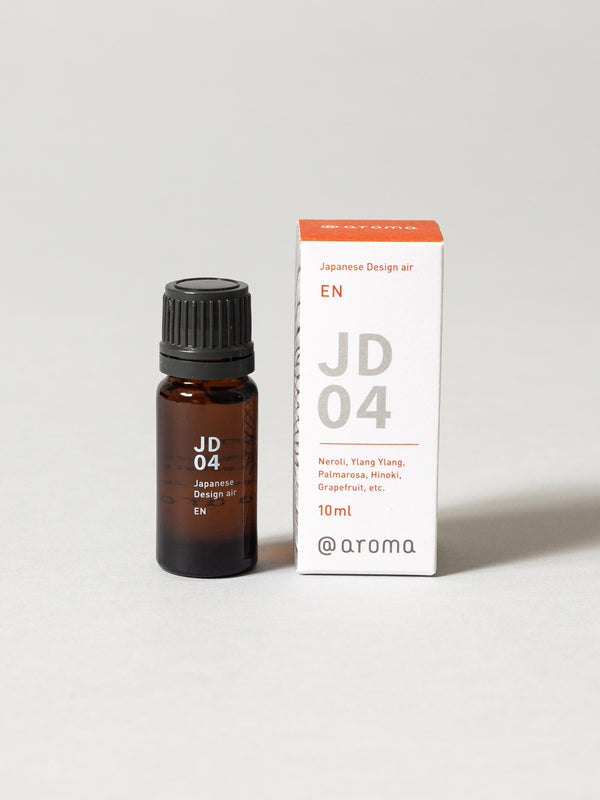 @ aroma
Japanese Design air
EN
JD
04
Neroli, Ylang Ylang,
Palmarosa, Hinoki,
Grapefruit, etc.
10ml
@ aroma
JD
04
Japanese
Design air
EN